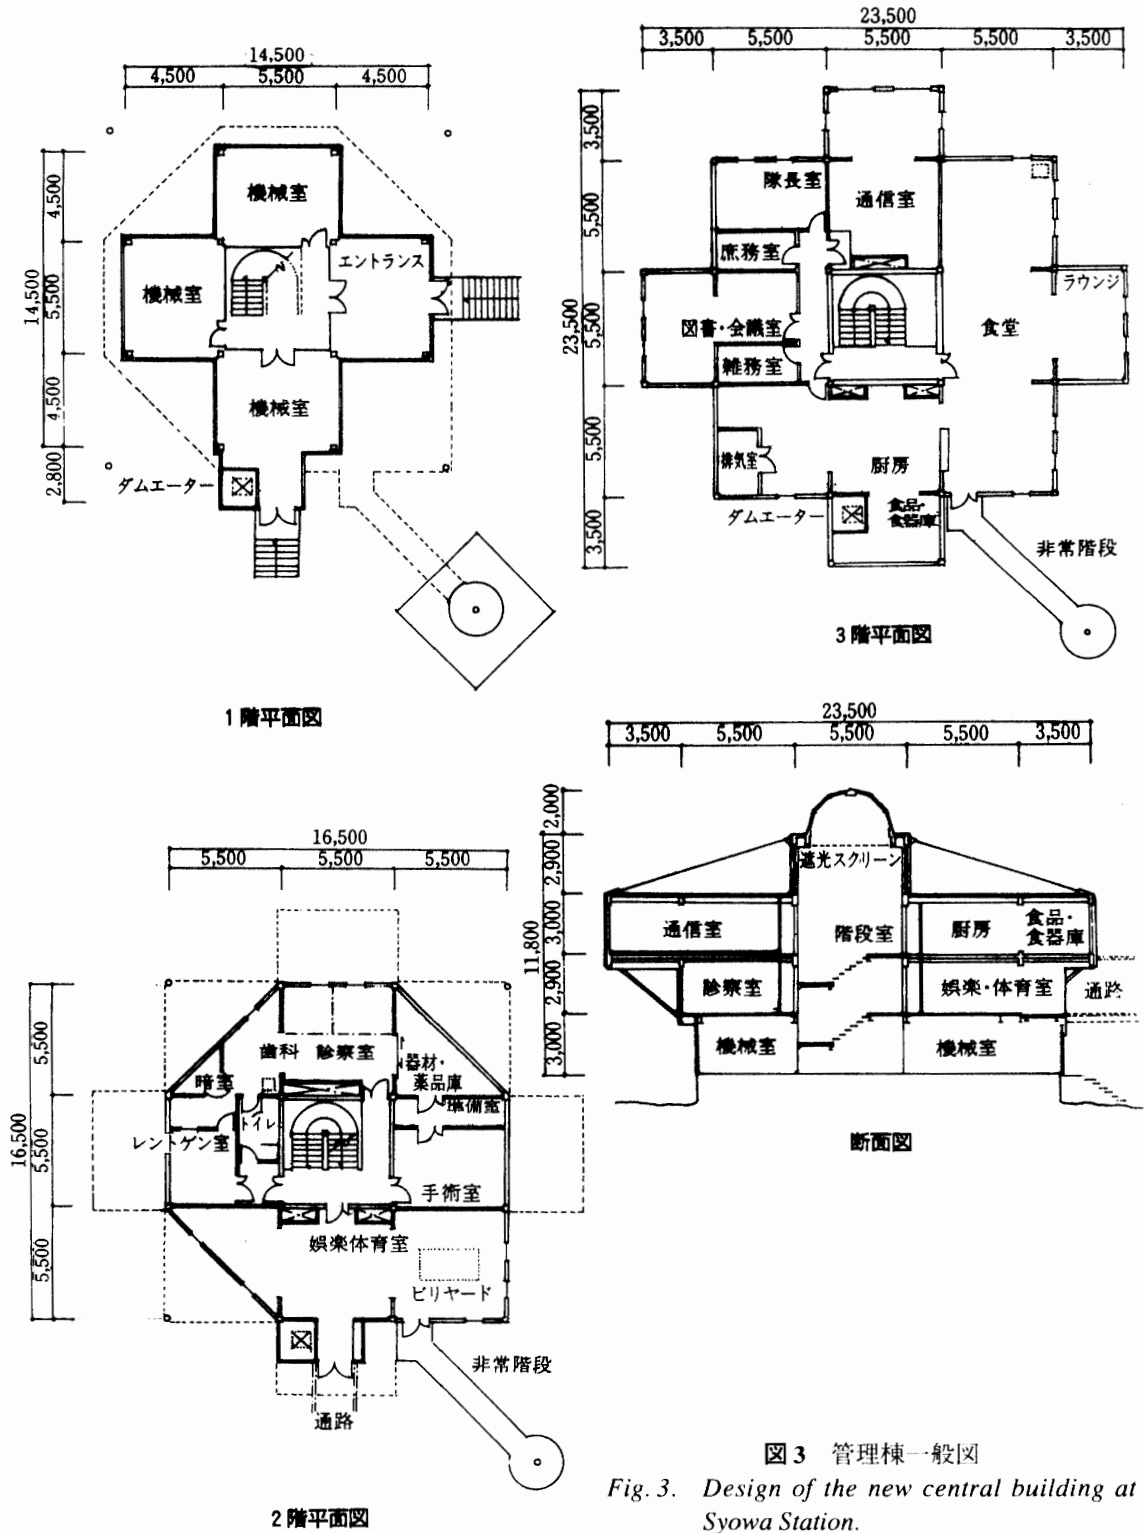 14,500
4,500
5,500
4,500
14,500
4,500
5,500
4,500
2,800
機械室
機械室
エントランス
機械室
ダムエーター
1階平面図
23,500
3,500
5,500
5,500
5,500
3,500
23,500
3,500
5,500
5,500
5,500
3,500
隊長室
通信室
庶務室
ラウンジ
図書・会議室
食堂
雑務室
排気室
厨房
ダムエーター
食品・
食器庫
非常階段
3階平面図
16,500
5,500
5,500
5,500
16,500
5,500
5,500
5,500
歯科
診察室
器材・
薬品庫
暗室
準備室
トイレ
レントゲン室
手術室
娯楽体育室
ビリヤード
非常階段
通路
2階平面図
23,500
3,500
5,500
5,500
5,500
3,500
11,800
2,000
2,900
3,000
2,900
3,000
遮光スクリーン
通信室
階段室
厨房
食品・
食器庫
診察室
娯楽・体育室
通路
機械室
機械室
断面図
図3 管理棟一般図
Fig. 3. Design of the new central building at
Syowa Station.